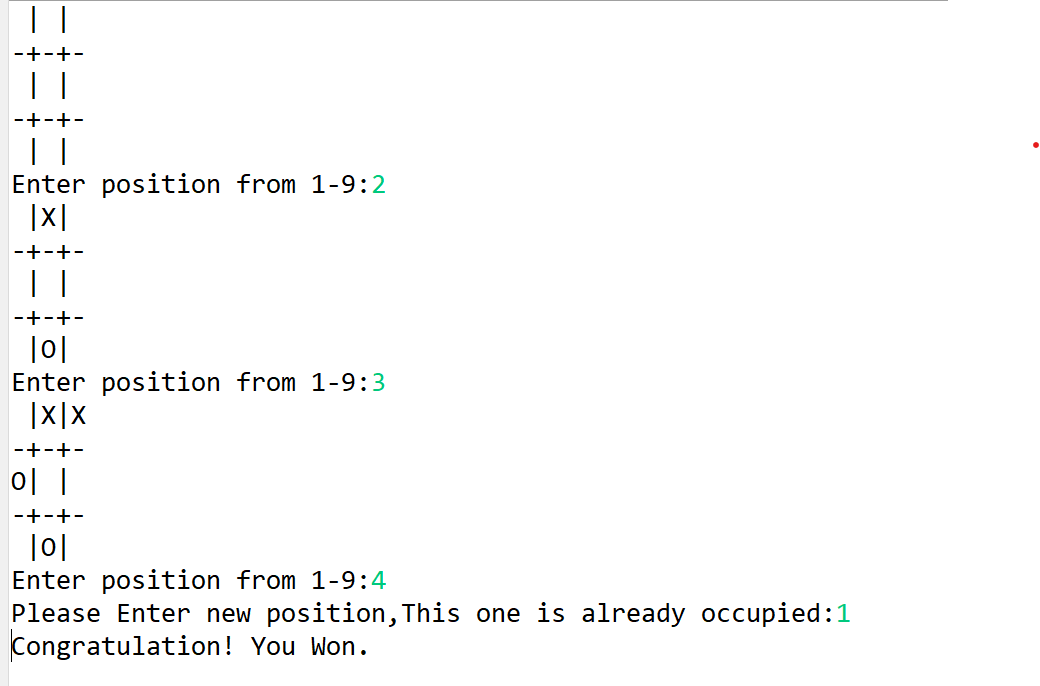 | |
-+-+-
 | |
-+-+-
 | |
Enter position from 1-9:2
 |X|
-+-+-
 | |
-+-+-
 |O|
Enter position from 1-9:3
 |X|X
-+-+-
O| |
-+-+-
 |O|
Enter position from 1-9:4
Please Enter new position,This one is already occupied:1
Congratulation! You Won.